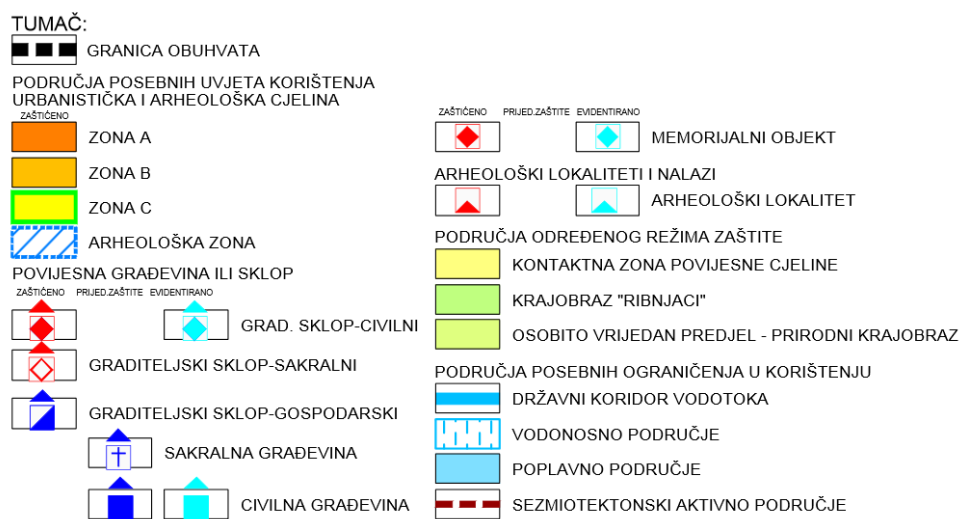 TUMAČ:
GRANICA OBUHVATA
PODRUČJA POSEBNIH UVJETA KORIŠTENJA
URBANISTIČKA I ARHEOLOŠKA CJELINA
ZAŠTIĆENO
ZONA A
ZONA B
ZONA C
ARHEOLOŠKA ZONA
POVIJESNA GRAĐEVINA ILI SKLOP
ZAŠTIĆENO PRIJED.ZAŠTITE EVIDENTIRANO
GRAD. SKLOP-CIVILNI
GRADITELJSKI SKLOP-SAKRALNI
GRADITELJSKI SKLOP-GOSPODARSKI
SAKRALNA GRAĐEVINA
CIVILNA GRAĐEVINA
ZAŠTIĆENO PRIJED.ZAŠTITE EVIDENTIRANO
MEMORIJALNI OBJEKT
ARHEOLOŠKI LOKALITETI I NALAZI
ARHEOLOŠKI LOKALITET
PODRUČJA ODREĐENOG REŽIMA ZAŠTITE
KONTAKTNA ZONA POVIJESNE CJELINE
KRAJOBRAZ "RIBNJACI"
OSOBITO VRIJEDAN PREDJEL - PRIRODNI KRAJOBRAZ
PODRUČJA POSEBNIH OGRANIČENJA U KORIŠTENJU
DRŽAVNI KORIDOR VODOTOKA
VODONOSNO PODRUČJE
POPLAVNO PODRUČJE
SEZMIOTEKTONSKI AKTIVNO PODRUČJE